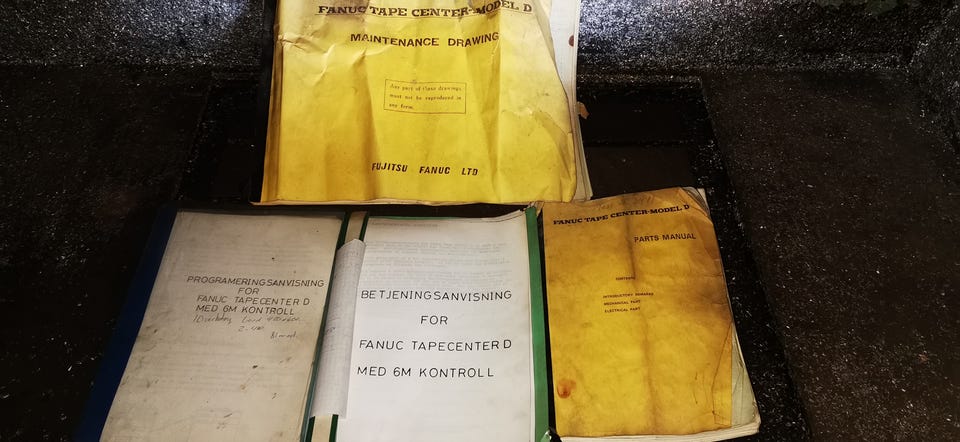 FANUC TAPE CENTER-MODEL D
MAINTENANCE DRAWING
Any part of these drawings
must not be reproduced in
any form.
FUJITSU FANUC LTD
PROGRAMERINGSANVISNING
FOR
FANUC TAPECENTER D
MED 6M KONTROLL
BETJENINGSANVISNING
FOR
FANUC TAPECENTER D
MED 6M KONTROLL
FANUC TAPE CENTER-MODEL D
PARTS MANUAL
CONTENTS
INTRODUCTORY REMARKS
MECHANICAL PART
ELECTRICAL PART